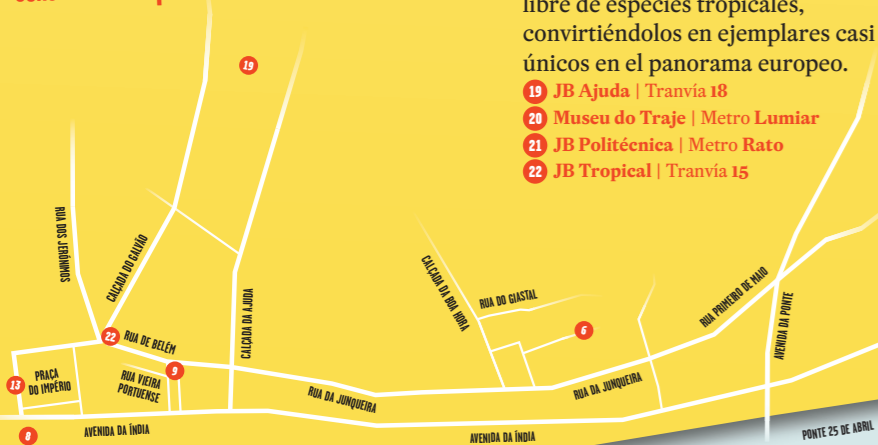 libre de especies tropicales,
convirtiéndolos en ejemplares casi
únicos en el panorama europeo.
19 JB Ajuda | Tranvía 18
20 Museu do Traje | Metro Lumiar
21 JB Politécnica | Metro Rato
22 JB Tropical | Tranvía 15
19
RUA DOS JERÓNIMOS
CALÇADA DO GALVÃO
CALÇADA DA AJUDA
CALÇADA DA BOA HORA
RUA DO GIASTAL
6
RUA PRIMEIRO DE MAIO
AVENIDA DA PONTE
22
RUA DE BELÉM
9
13
PRAÇA
DO IMPÉRIO
RUA VIEIRA
PORTUENSE
RUA DA JUNQUEIRA
RUA DA JUNQUEIRA
8
AVENIDA DA ÍNDIA
AVENIDA DA ÍNDIA
PONTE 25 DE ABRIL